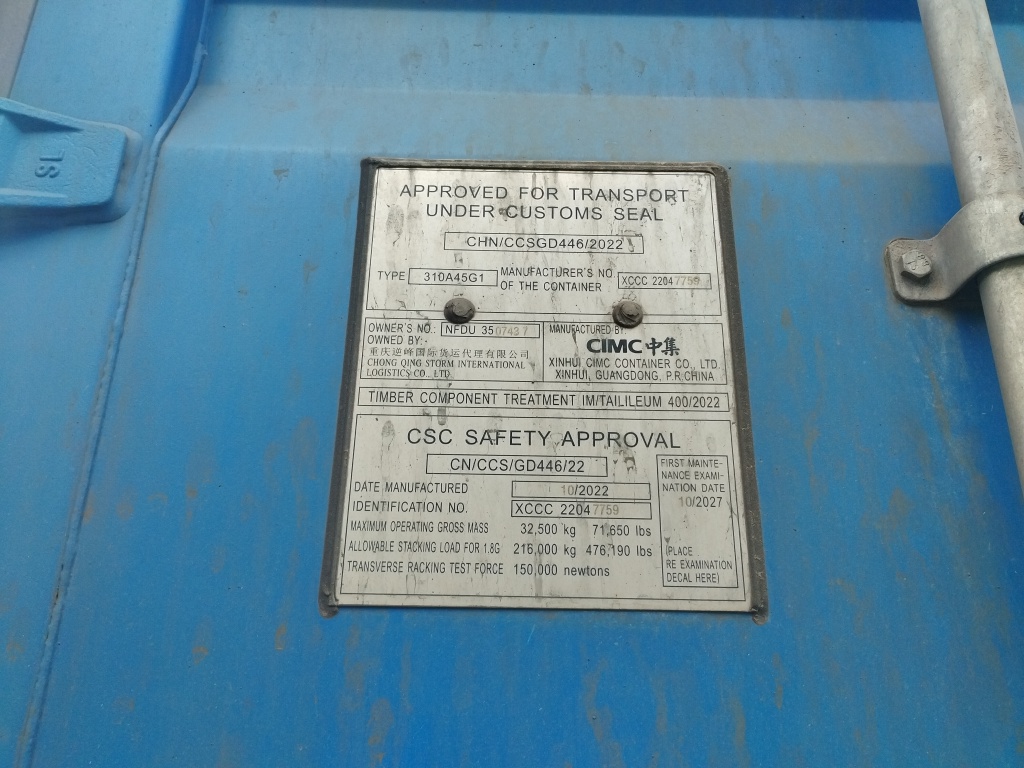 APPROVED FOR TRANSPORT
UNDER CUSTOMS SEAL
CHN/CCSGD446/2022
TYPE 310A45G1
MANUFACTURER'S NO.
OF THE CONTAINER
XCCC 22047759
OWNER'S NO.: NFDU 3507437
OWNED BY:-
重庆逆峰国际货运代理有限公司
CHONG QING STORM INTERNATIONAL
LOGISTICS CO., LTD.
MANUFACTURED BY:
CIMC中集
XINHUI CIMC CONTAINER CO., LTD.
XINHUI, GUANGDONG, P.R.CHINA
TIMBER COMPONENT TREATMENT IM/TAILILEUM 400/2022
CSC SAFETY APPROVAL
CN/CCS/GD446/22
DATE MANUFACTURED 10/2022
IDENTIFICATION NO. XCCC 22047759
MAXIMUM OPERATING GROSS MASS 32,500 kg 71,650 lbs
ALLOWABLE STACKING LOAD FOR 1.8G 216,000 kg 476,190 lbs
TRANSVERSE RACKING TEST FORCE 150,000 newtons
FIRST MAINTE-
NANCE EXAMI-
NATION DATE
10/2027
(PLACE
RE EXAMINATION
DECAL HERE)